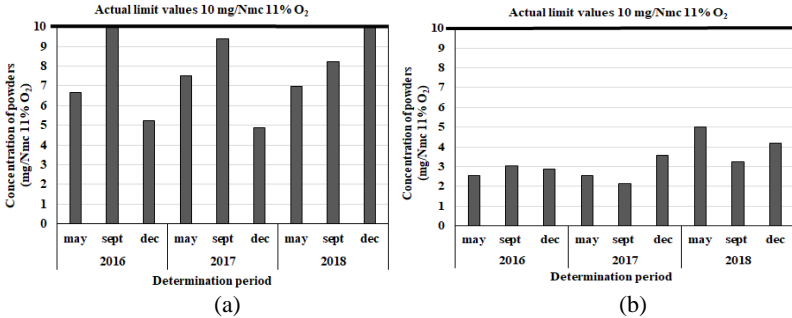 Actual limit values 10 mg/Nmc 11% O2
Concentration of powders
(mg/Nmc 11% O2)
10
9
8
7
6
5
4
3
2
1
0
may sept dec may sept dec may sept dec
2016 2017 2018
Determination period
(a)
Actual limit values 10 mg/Nmc 11% O2
Concentration of powders
(mg/Nmc 11% O2)
10
9
8
7
6
5
4
3
2
1
0
may sept dec may sept dec may sept dec
2016 2017 2018
Determination period
(b)